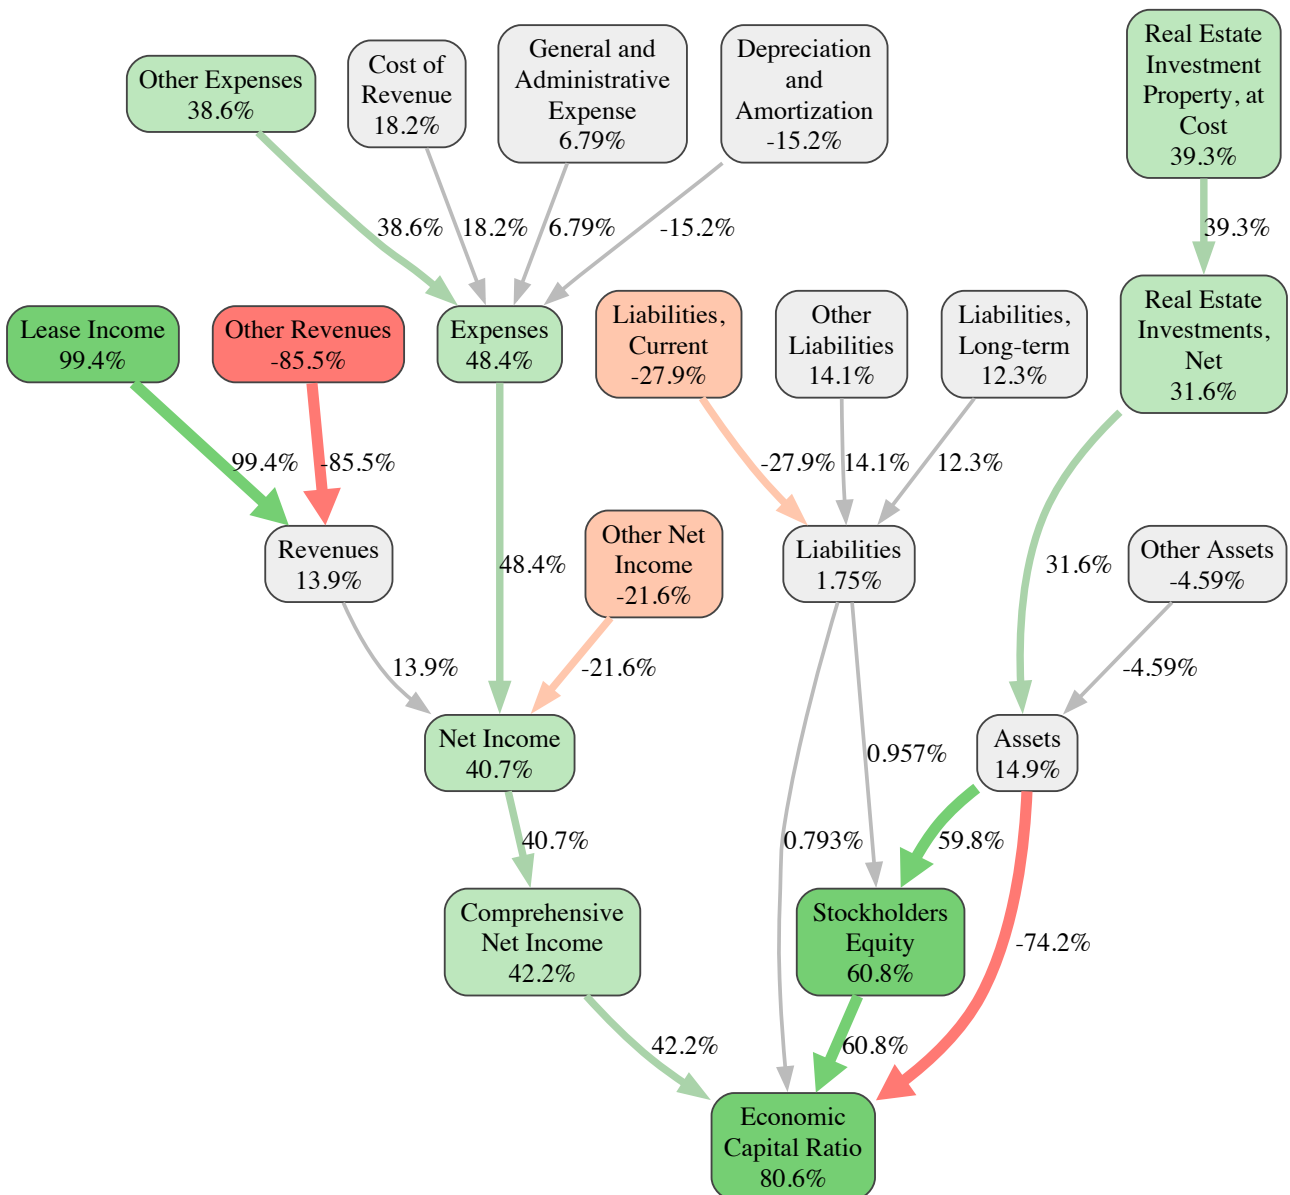 Other Expenses
38.6%
Cost of
Revenue
18.2%
General and
Administrative
Expense
6.79%
Depreciation
and
Amortization
-15.2%
Real Estate
Investment
Property, at
Cost
39.3%
38.6%
18.2%
6.79%
-15.2%
39.3%
Lease Income
99.4%
Other Revenues
-85.5%
Expenses
48.4%
Liabilities,
Current
-27.9%
Other
Liabilities
14.1%
Liabilities,
Long-term
12.3%
Real Estate
Investments,
Net
31.6%
99.4%
-85.5%
-27.9%
14.1%
12.3%
Revenues
13.9%
48.4%
Other Net
Income
-21.6%
Liabilities
1.75%
31.6%
Other Assets
-4.59%
13.9%
-21.6%
-4.59%
Net Income
40.7%
0.957%
Assets
14.9%
40.7%
0.793%
59.8%
Comprehensive
Net Income
42.2%
Stockholders
Equity
60.8%
-74.2%
42.2%
60.8%
Economic
Capital Ratio
80.6%